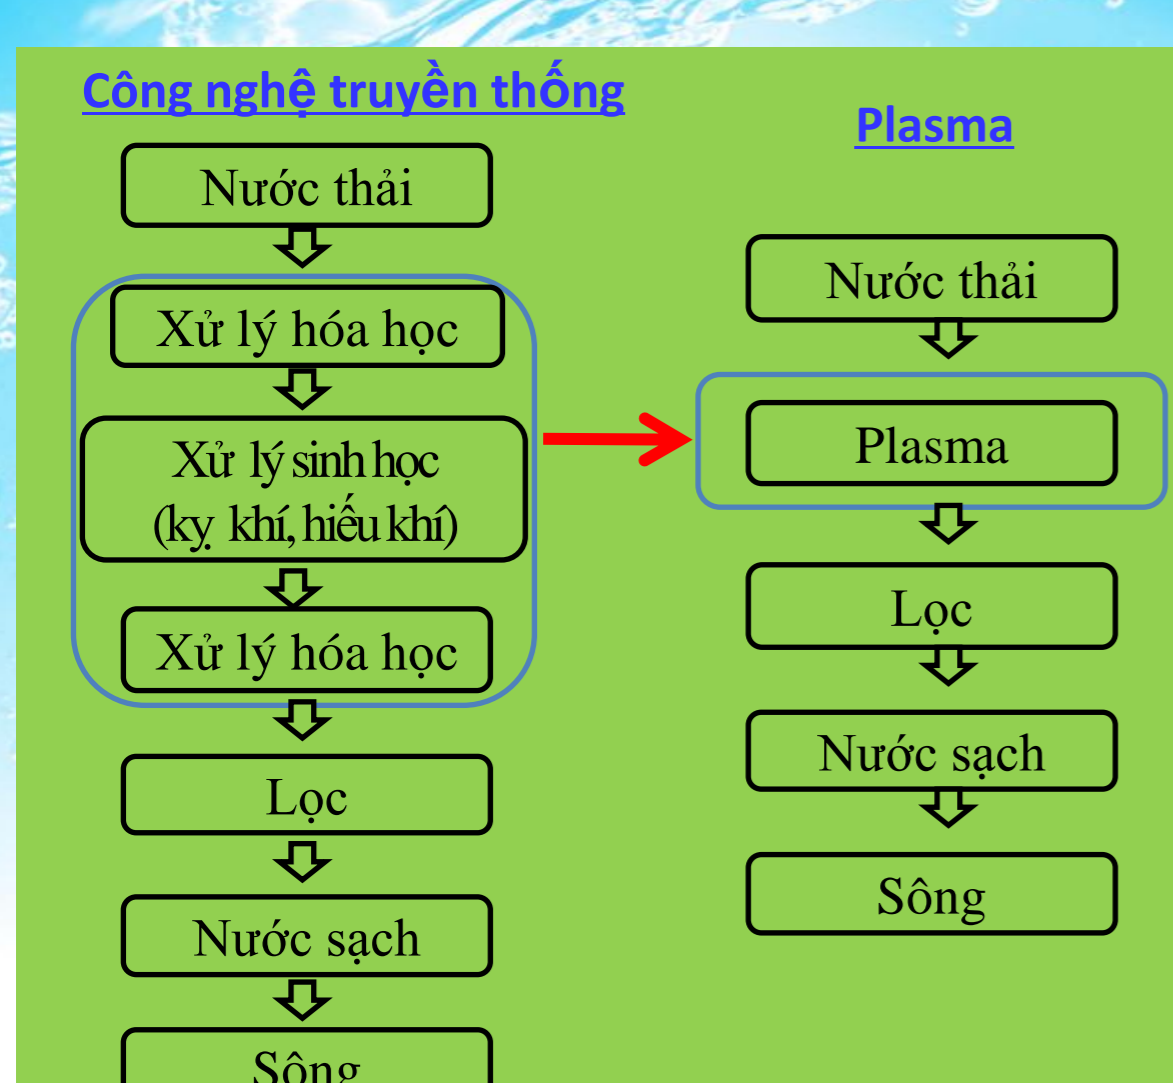 Công nghệ truyền thống
Nước thải
Xử lý hóa học
Xử lý sinh học
(kỵ khí, hiếu khí)
Xử lý hóa học
Lọc
Nước sạch
Sông
Plasma
Nước thải
Plasma
Lọc
Nước sạch
Sông